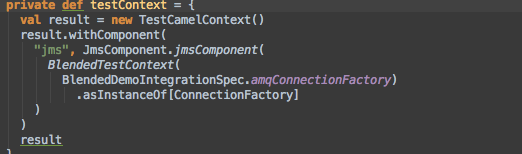 private def testContext = {
  val result = new TestCamelContext()
  result.withComponent(
    "jms", JmsComponent.jmsComponent(
      BlendedTestContext(
        BlendedDemoIntegrationSpec.amqConnectionFactory)
          .asInstanceOf[ConnectionFactory]
    )
  )
  result
}